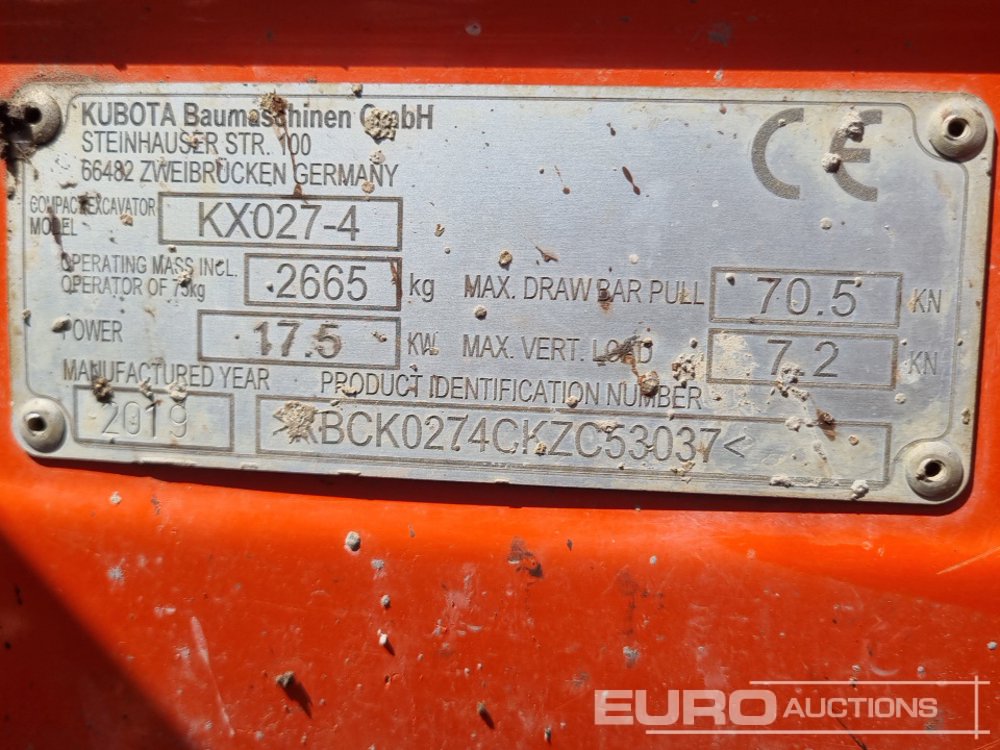 KUBOTA Baumaschinen GmbH
STEINHAUSER STR. 100
66482 ZWEIBRÜCKEN GERMANY
CE
COMPACT EXCAVATOR
MODEL
KX027-4
OPERATING MASS INCL.
OPERATOR OF 75kg
2665 kg
MAX. DRAW BAR PULL 70.5 KN
POWER 17.5 KW
MAX. VERT. LOAD 7.2 KN
MANUFACTURED YEAR
PRODUCT IDENTIFICATION NUMBER
2019
>KBCK0274CKZC53037<
EURO AUCTIONS